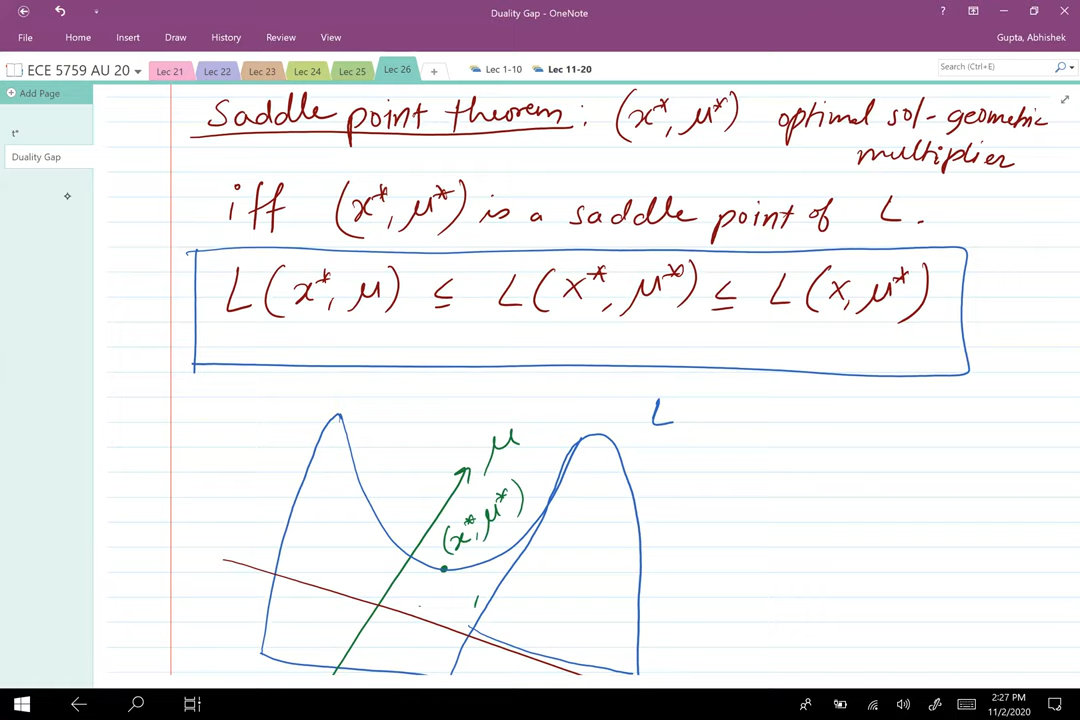 Duality Gap - OneNote
?
File Home Insert Draw History Review View
Gupta, Abhishek
ECE 5759 AU 20 Lec 21 Lec 22 Lec 23 Lec 24 Lec 25 Lec 26 + Lec 1-10 Lec 11-20
Search (Ctrl+E)
Add Page
t*
Duality Gap
Saddle point theorem : (x*, μ*) optimal sol - geometric
multiplier
iff (x*, μ*) is a saddle point of L .
L(x*, μ) ≤ L(x*, μ*) ≤ L(x, μ*)
L
μ
(x*, μ*)
2:27 PM
11/2/2020